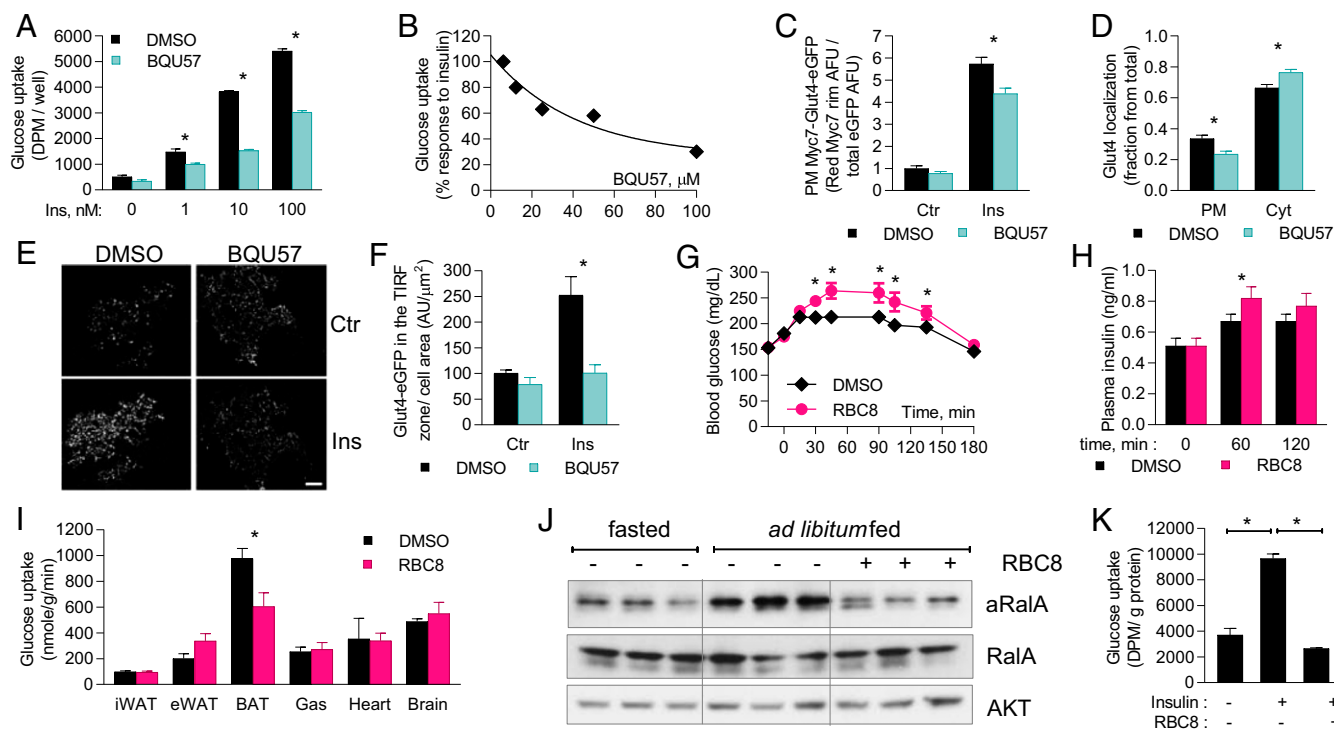 A
Glucose uptake
(DPM / well)
6000
5000
4000
3000
2000
1000
0
DMSO
BQU57
*
*
*
Ins, nM: 0 1 10 100
B
Glucose uptake
(% response to insulin)
120
100
80
60
40
20
0
BQU57, μM
0 20 40 60 80 100
C
PM Myc7-Glut4-eGFP
(Red Myc7 rim AFU /
total eGFP AFU)
7
6
5
4
3
2
1
0
*
Ctr Ins
DMSO BQU57
D
Glut4 localization
(fraction from total)
1.0
0.8
0.6
0.4
0.2
0.0
*
*
PM Cyt
DMSO BQU57
E
DMSO BQU57
Ctr
Ins
F
Glut4-eGFP in the TIRF
zone/ cell area (AU/μm²)
300
250
200
150
100
50
0
*
Ctr Ins
DMSO BQU57
G
Blood glucose (mg/dL)
300
250
200
150
100
50
0
* * * * *
DMSO
RBC8
Time, min
0 30 60 90 120 150 180
H
Plasma insulin (ng/ml)
1.0
0.8
0.6
0.4
0.2
0.0
*
time, min : 0 60 120
DMSO RBC8
I
Glucose uptake
(nmole/g/min)
1200
1000
800
600
400
200
0
*
DMSO
RBC8
iWAT eWAT BAT Gas Heart Brain
J
fasted ad libitumfed
- - - - - - + + + RBC8
aRalA
RalA
AKT
K
Glucose uptake
(DPM/ g protein)
12000
10000
8000
6000
4000
2000
0
* *
Insulin : - + +
RBC8 : - -